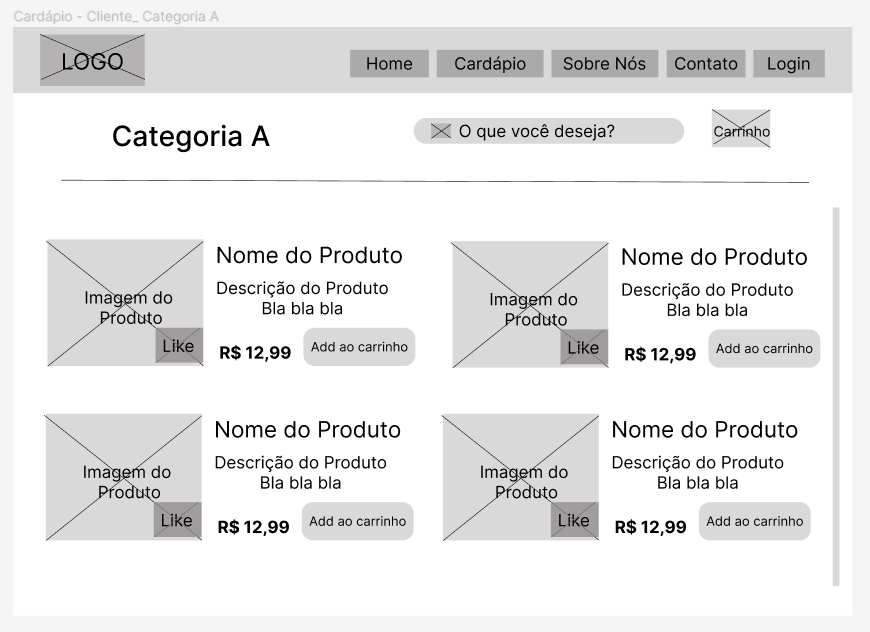 Cardápio - Cliente_ Categoria A
LOGO
Home
Cardápio
Sobre Nós
Contato
Login
Categoria A
O que você deseja?
Carrinho
Imagem do
Produto
Like
Nome do Produto
Descrição do Produto
Bla bla bla
R$ 12,99
Add ao carrinho
Imagem do
Produto
Like
Nome do Produto
Descrição do Produto
Bla bla bla
R$ 12,99
Add ao carrinho
Imagem do
Produto
Like
Nome do Produto
Descrição do Produto
Bla bla bla
R$ 12,99
Add ao carrinho
Imagem do
Produto
Like
Nome do Produto
Descrição do Produto
Bla bla bla
R$ 12,99
Add ao carrinho